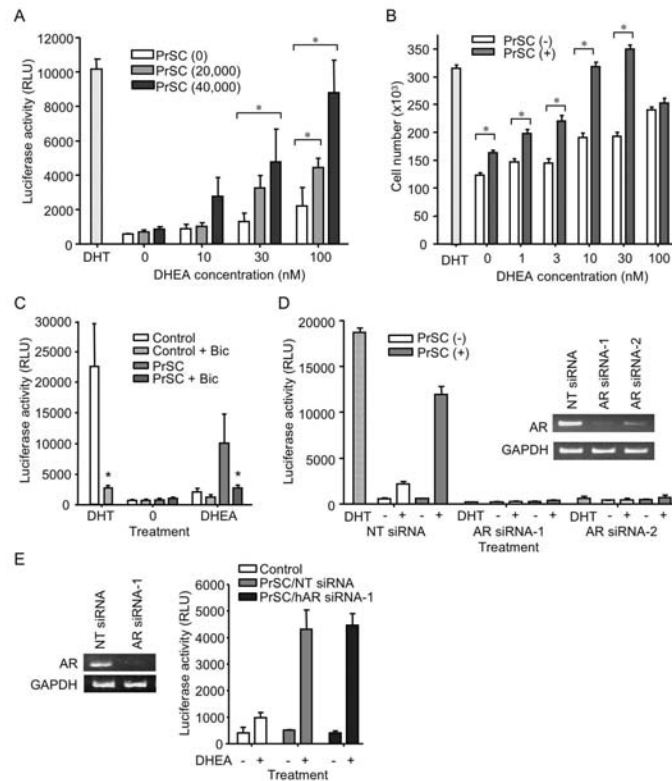 A
Luciferase activity (RLU)
12000
10000
8000
6000
4000
2000
0
PrSC (0)
PrSC (20,000)
PrSC (40,000)
*
*
*
DHT 0 10 30 100
DHEA concentration (nM)
B
Cell number (x10³)
400
350
300
250
200
150
100
50
0
PrSC (-)
PrSC (+)
*
*
*
*
*
DHT 0 1 3 10 30 100
DHEA concentration (nM)
C
Luciferase activity (RLU)
30000
25000
20000
15000
10000
5000
0
Control
Control + Bic
PrSC
PrSC + Bic
*
*
DHT 0 DHEA
Treatment
D
Luciferase activity (RLU)
20000
15000
10000
5000
0
PrSC (-)
PrSC (+)
NT siRNA
AR siRNA-1
AR siRNA-2
AR
GAPDH
DHT - + - + DHT - + - + DHT - + - +
NT siRNA AR siRNA-1 AR siRNA-2
Treatment
E
NT siRNA
AR siRNA-1
AR
GAPDH
Luciferase activity (RLU)
6000
5000
4000
3000
2000
1000
0
Control
PrSC/NT siRNA
PrSC/hAR siRNA-1
DHEA - + - + - +
Treatment